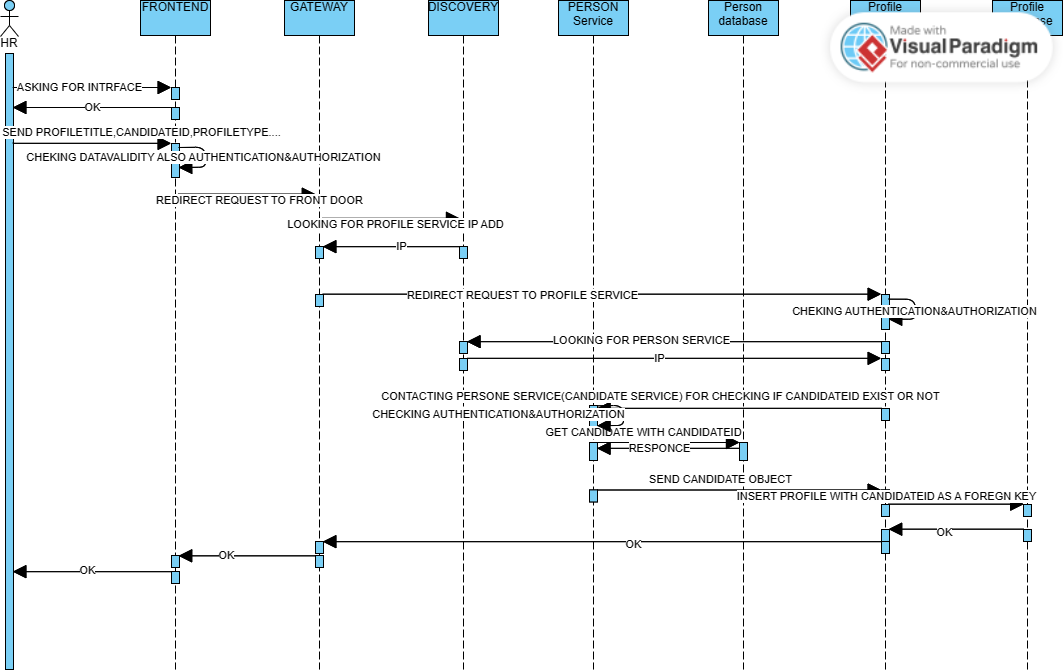 FRONTEND
GATEWAY
DISCOVERY
PERSON
Service
Person
database
Profile
Profile
HR
Made with
VisualParadigm
For non-commercial use
ASKING FOR INTRFACE
OK
SEND PROFILETITLE,CANDIDATEID,PROFILETYPE....
CHEKING DATAVALIDITY ALSO AUTHENTICATION&AUTHORIZATION
REDIRECT REQUEST TO FRONT DOOR
LOOKING FOR PROFILE SERVICE IP ADD
IP
REDIRECT REQUEST TO PROFILE SERVICE
CHEKING AUTHENTICATION&AUTHORIZATION
LOOKING FOR PERSON SERVICE
IP
CONTACTING PERSONE SERVICE(CANDIDATE SERVICE) FOR CHECKING IF CANDIDATEID EXIST OR NOT
CHECKING AUTHENTICATION&AUTHORIZATION
GET CANDIDATE WITH CANDIDATEID
RESPONCE
SEND CANDIDATE OBJECT
INSERT PROFILE WITH CANDIDATEID AS A FOREGN KEY
OK
OK
OK
OK